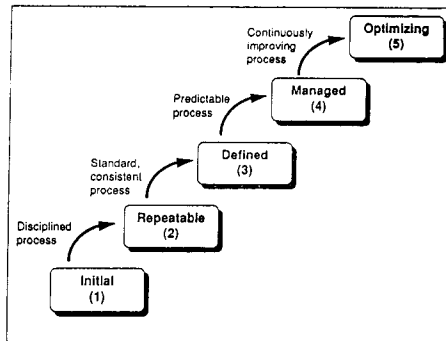 Continuously
improving
process
Optimizing
(5)
Predictable
process
Managed
(4)
Standard,
consistent
process
Defined
(3)
Disciplined
process
Repeatable
(2)
Initial
(1)